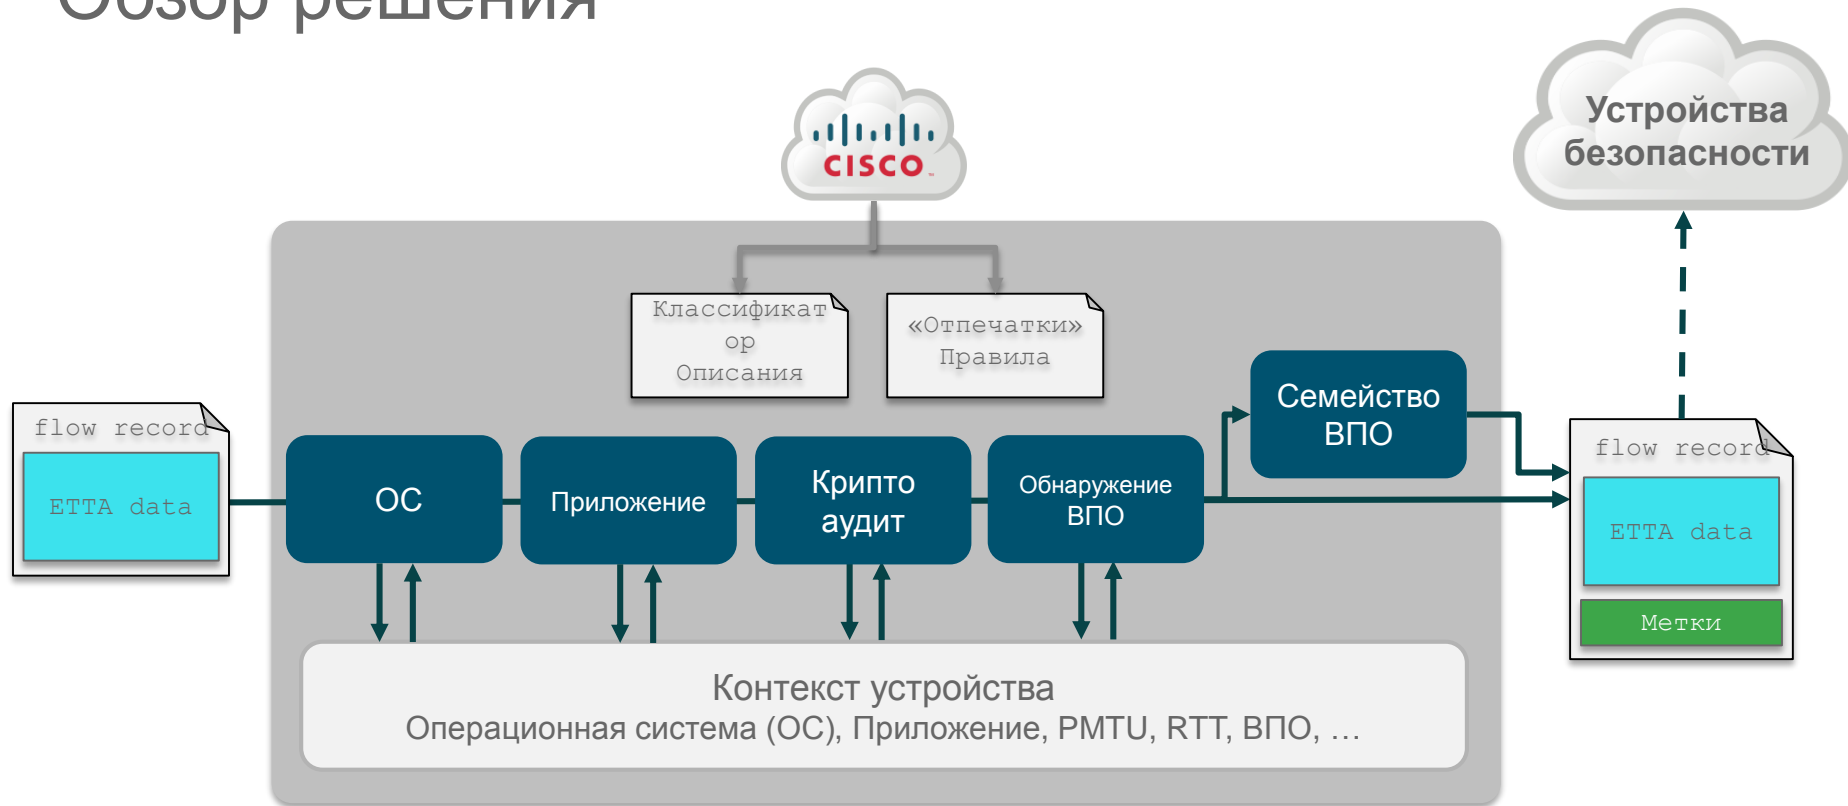 Обзор решения
Устройства
безопасности
CISCO
Классификат
ор
Описания
«Отпечатки»
Правила
flow record
ETTA data
ОС
Приложение
Крипто
аудит
Обнаружение
ВПО
Семейство
ВПО
flow record
ETTA data
Метки
Контекст устройства
Операционная система (ОС), Приложение, PMTU, RTT, ВПО, ...